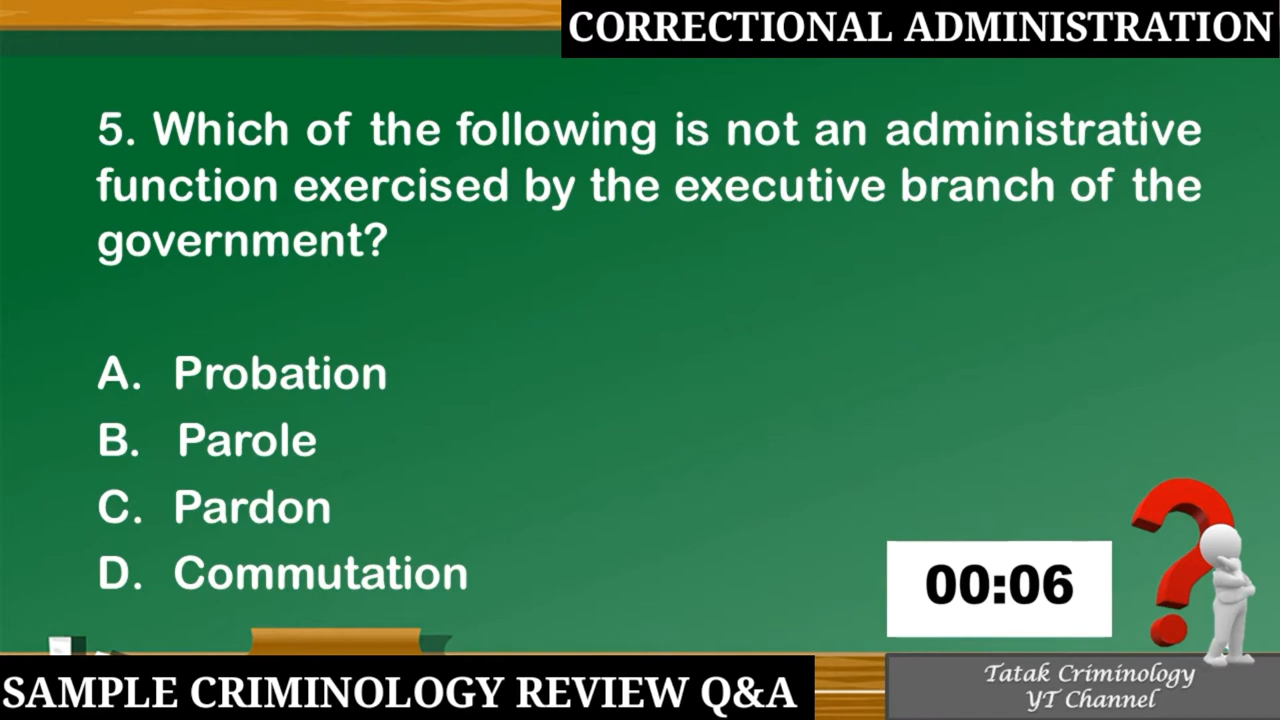 CORRECTIONAL ADMINISTRATION
5. Which of the following is not an administrative
function exercised by the executive branch of the
government?
A. Probation
B. Parole
C. Pardon
D. Commutation
00:06
SAMPLE CRIMINOLOGY REVIEW Q&A
Tatak Criminology
YT Channel